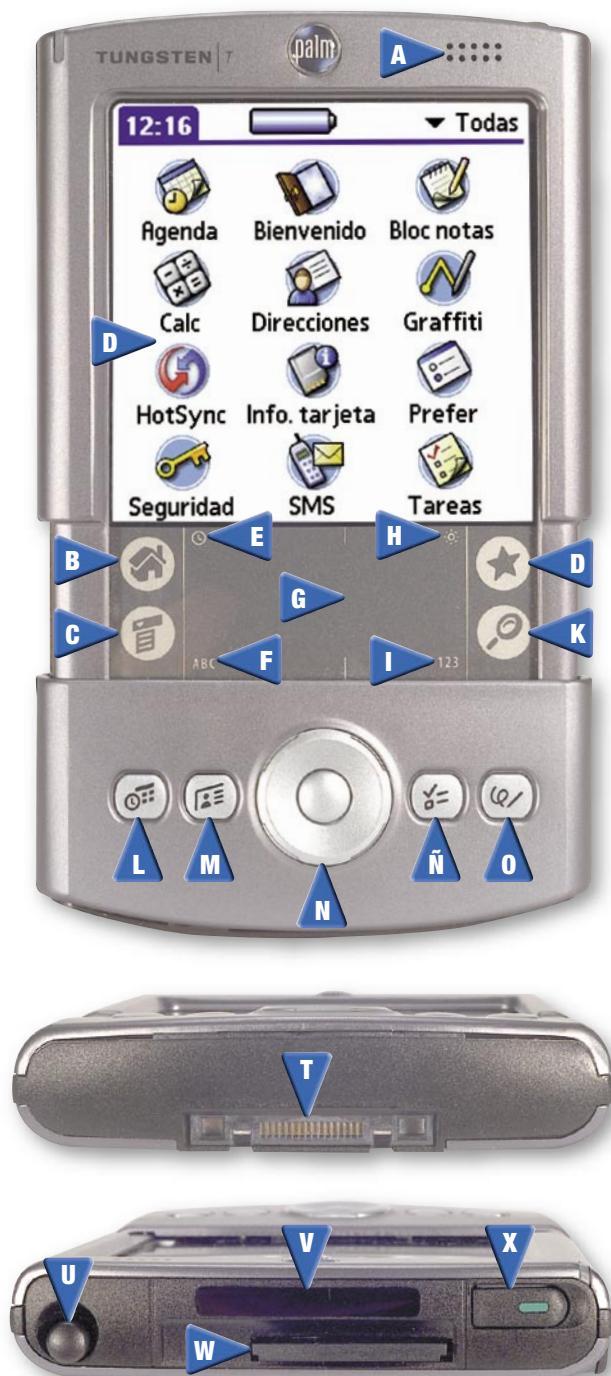 TUNGSTEN | T
palm
A
12:16
Todas
Agenda
Bienvenido
Bloc notas
Calc
Direcciones
Graffiti
D
HotSync
Info. tarjeta
Prefer
Seguridad
SMS
Tareas
B
E
H
D
G
C
F
I
K
ABC
123
L
M
N
Ñ
O
T
U
V
X
W